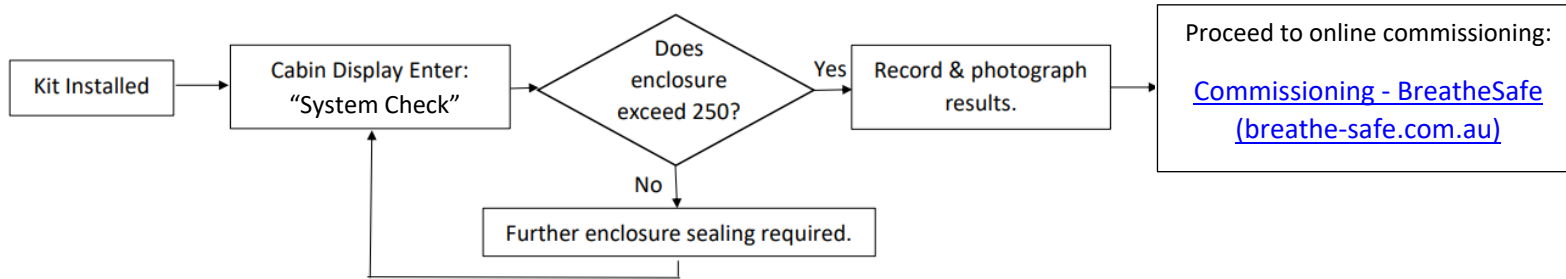 Kit Installed
Cabin Display Enter:
“System Check”
Does
enclosure
exceed 250?
Yes
Record & photograph
results.
Proceed to online commissioning:
Commissioning - BreatheSafe
(breathe-safe.com.au)
No
Further enclosure sealing required.